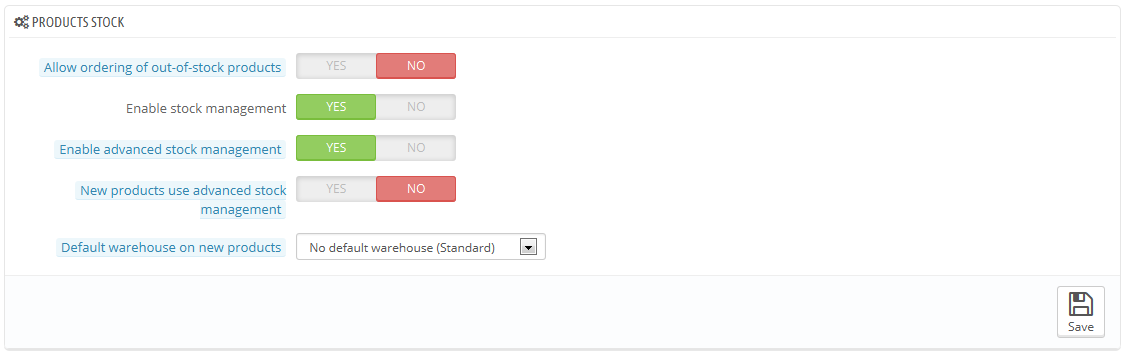 PRODUCTS STOCK
Allow ordering of out-of-stock products YES NO
Enable stock management YES NO
Enable advanced stock management YES NO
New products use advanced stock YES NO
management
Default warehouse on new products No default warehouse (Standard)
Save